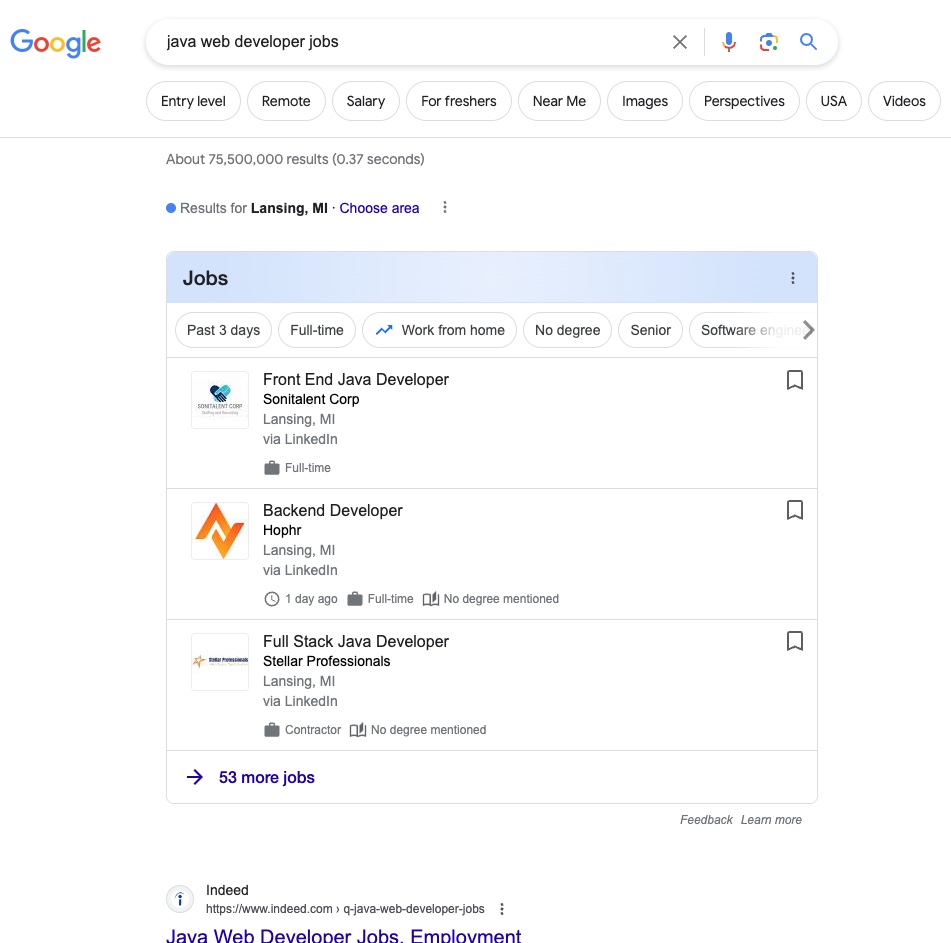 Google
java web developer jobs
Entry level Remote Salary For freshers Near Me Images Perspectives USA Videos
About 75,500,000 results (0.37 seconds)
Results for Lansing, MI · Choose area
Jobs
Past 3 days Full-time Work from home No degree Senior Software engine
Front End Java Developer
SONITALENT CORP
Sonitalent Corp
Lansing, MI
via LinkedIn
Full-time
Backend Developer
Hophr
Lansing, MI
via LinkedIn
1 day ago Full-time No degree mentioned
Full Stack Java Developer
Stellar Professionals
Stellar Professionals
Lansing, MI
via LinkedIn
Contractor No degree mentioned
53 more jobs
Feedback Learn more
Indeed
https://www.indeed.com › q-java-web-developer-jobs
Java Web Developer Jobs, Employment